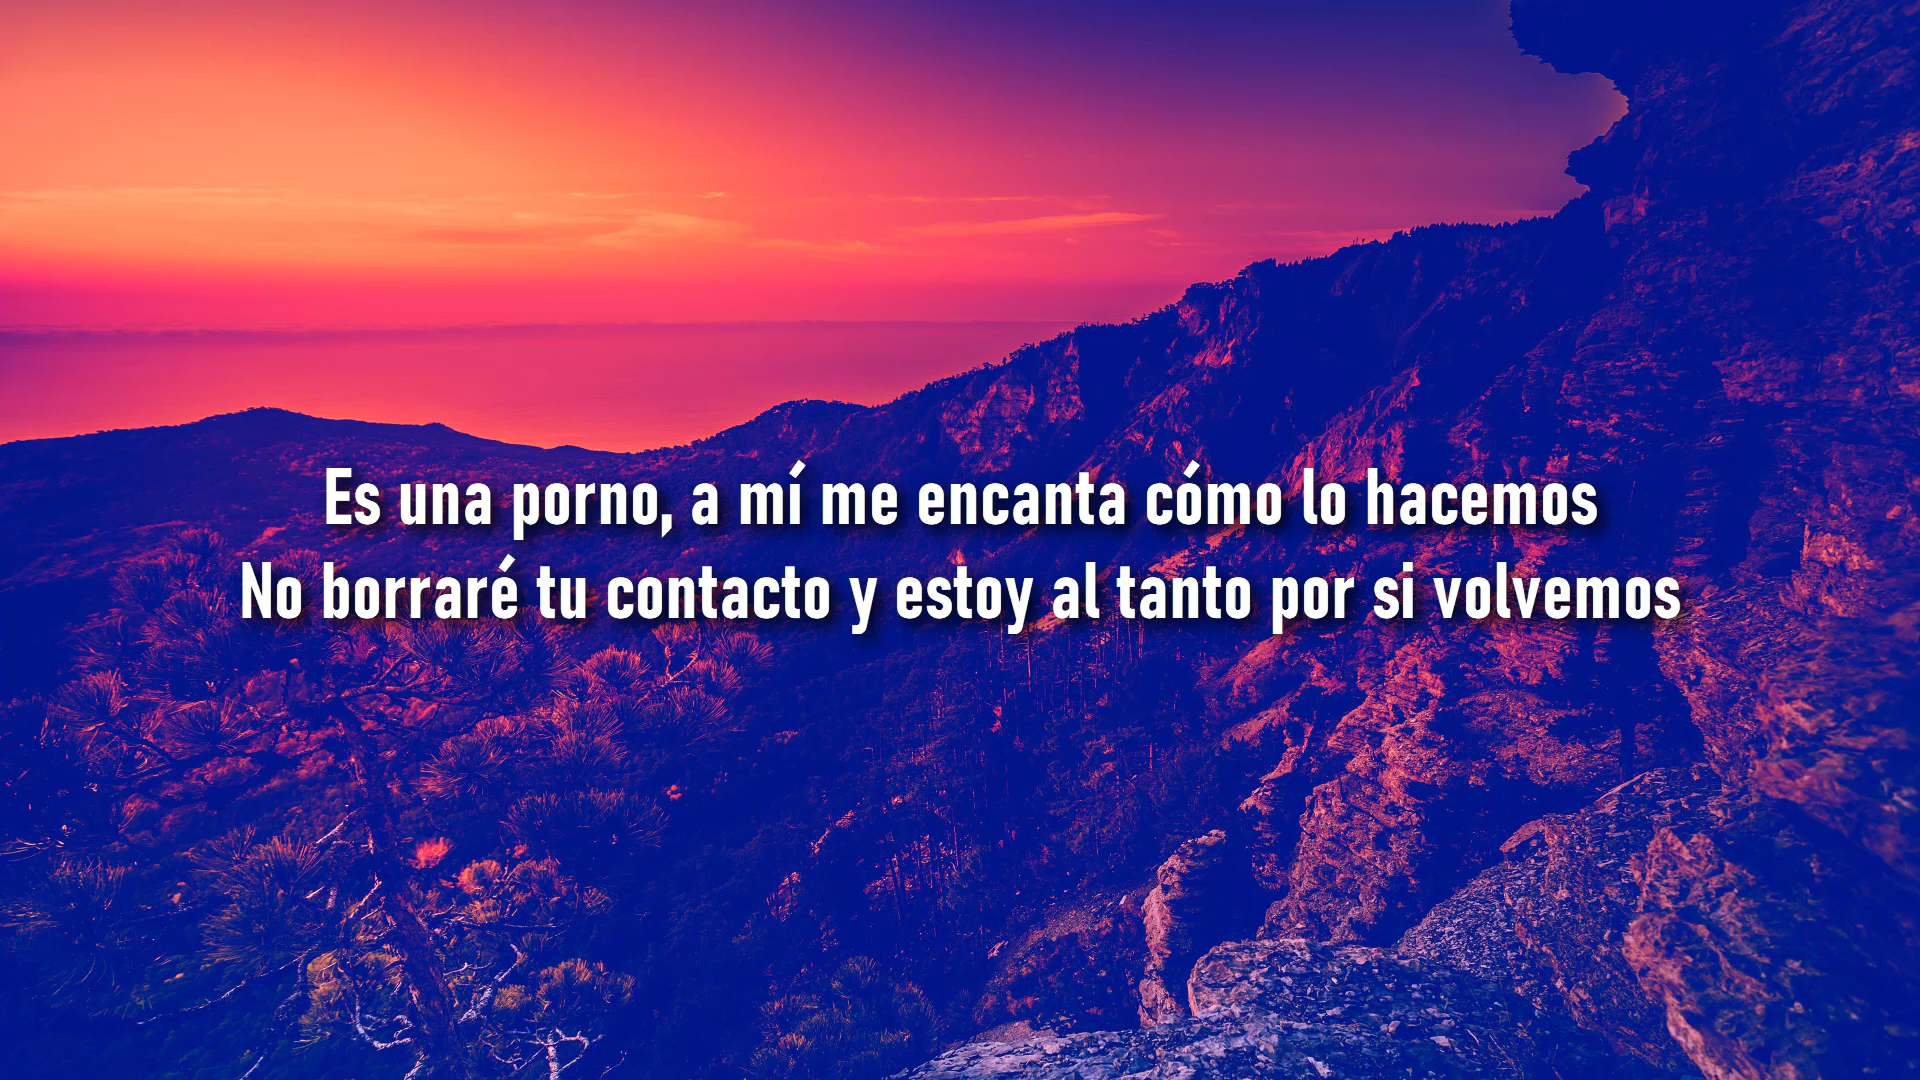 Es una porno, a mí me encanta cómo lo hacemos
No borraré tu contacto y estoy al tanto por si volvemos